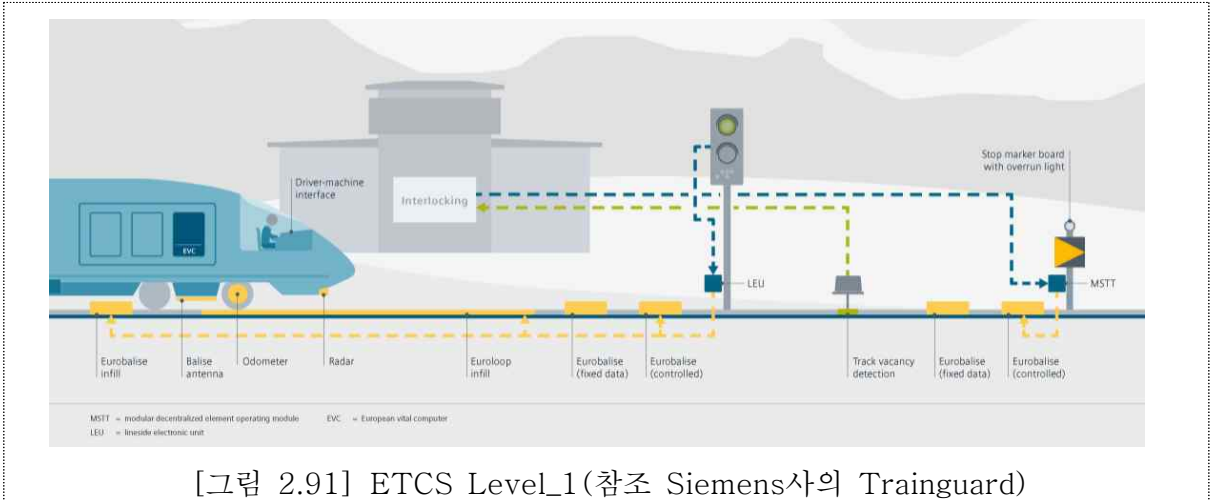 Stop marker board
with overrun light
Driver-machine
interface
Interlocking
EVC
LEU
MSTT
Eurobalise
infill
Balise
antenna
Odometer
Radar
Euroloop
infill
Eurobalise
(fixed data)
Eurobalise
(controlled)
Track vacancy
detection
Eurobalise
(fixed data)
Eurobalise
(controlled)
MSTT = modular decentralized element operating module EVC = European vital computer
LEU = lineside electronic unit
[그림 2.91] ETCS Level_1(참조 Siemens사의 Trainguard)